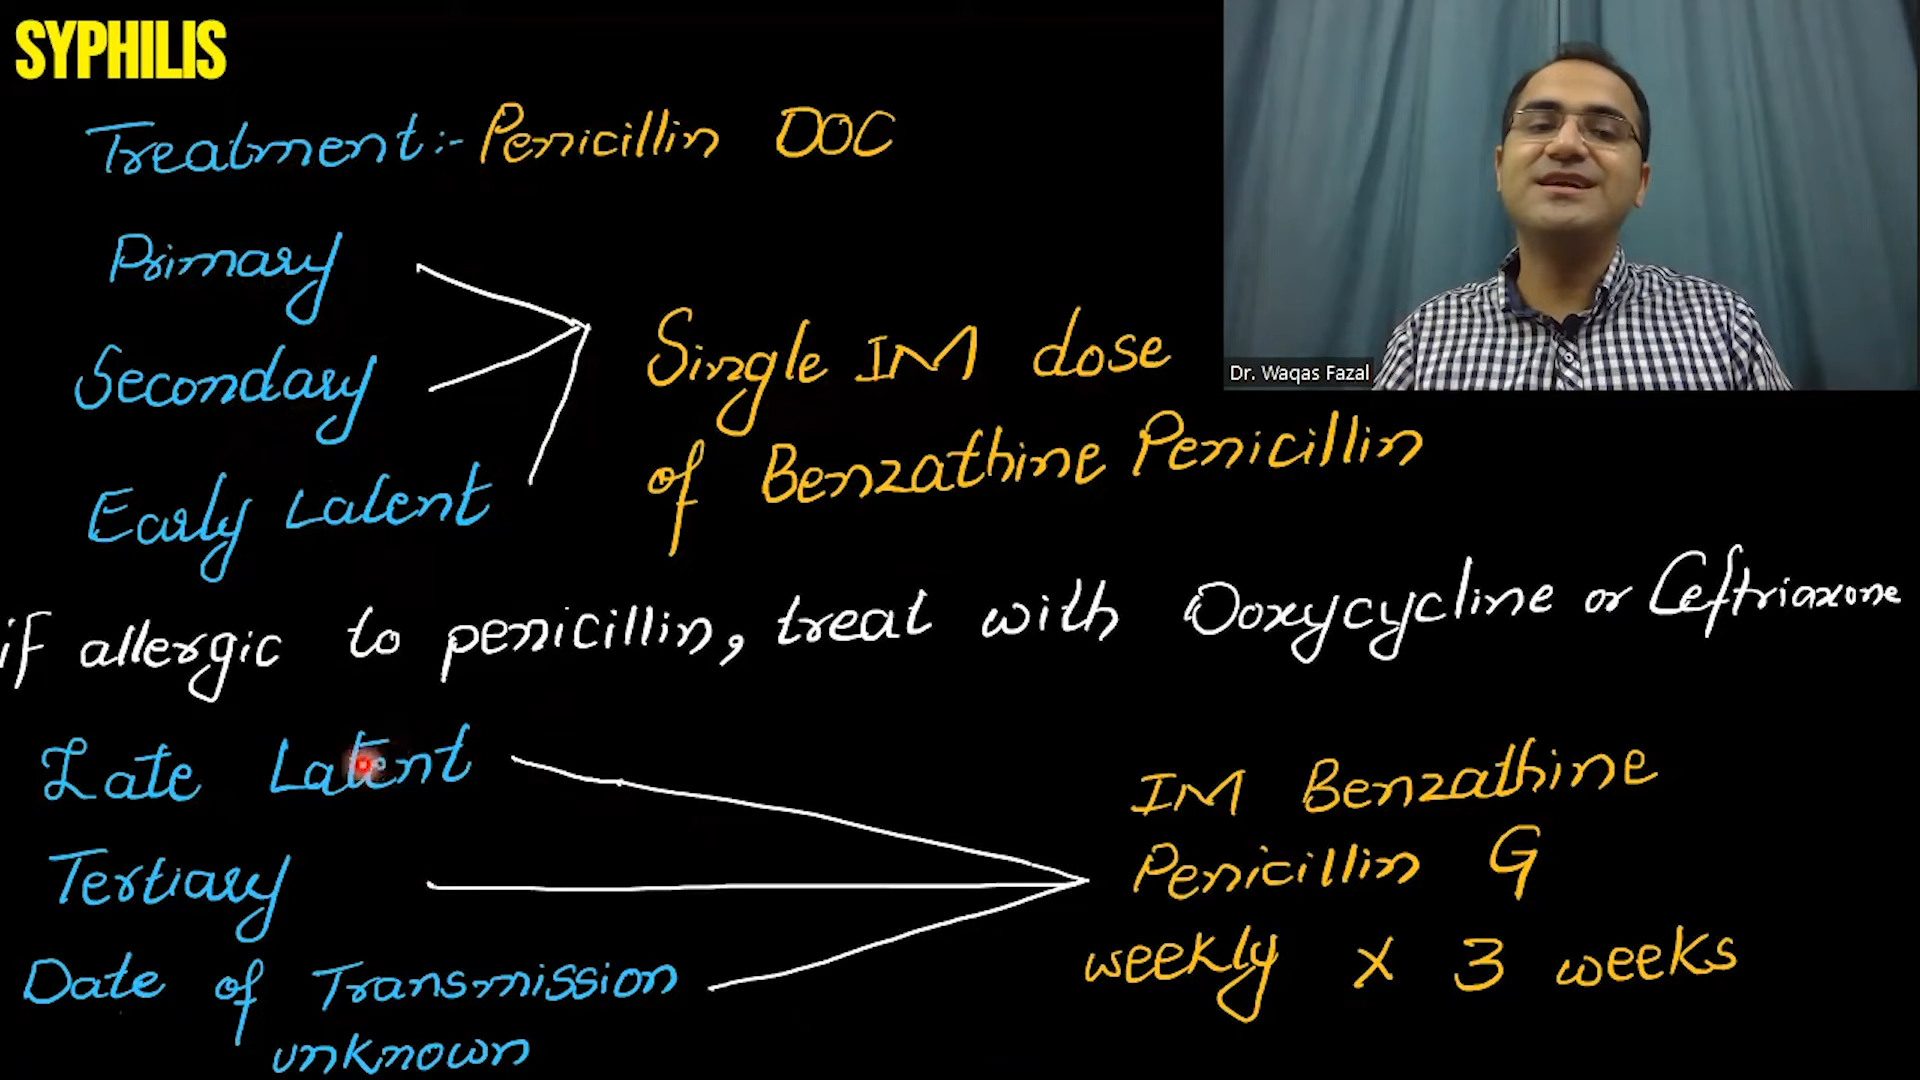 SYPHILIS
Treatment:- Penicillin DOC
Primary
Secondary
Early Latent
Single IM dose
of Benzathine Penicillin
Dr. Waqas Fazal
if allergic to penicillin, treat with Doxycycline or Ceftriaxone
Late Latent
Tertiary
Date of Transmission
unknown
IM Benzathine
Penicillin G
weekly X 3 weeks